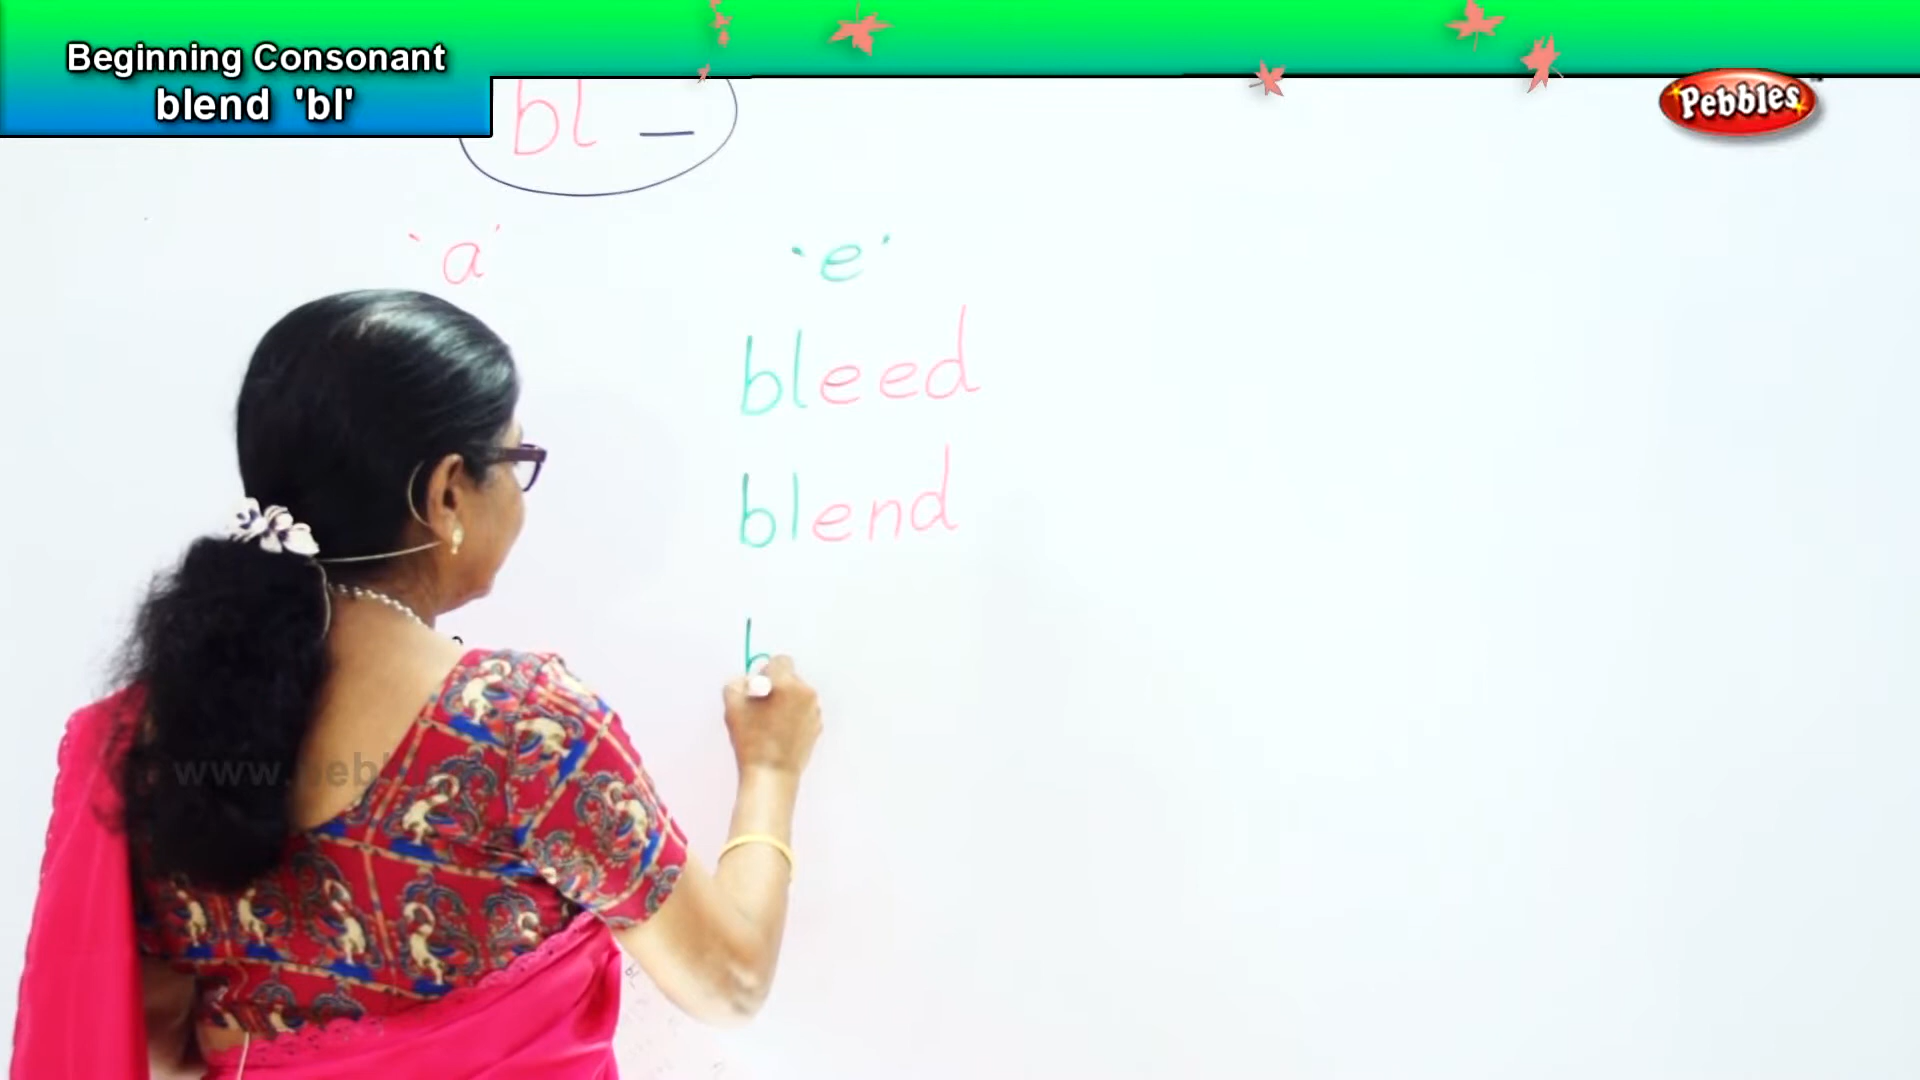 Beginning Consonant
blend 'bl'
Pebbles
bl _
'a'
'e'
bleed
blend
b